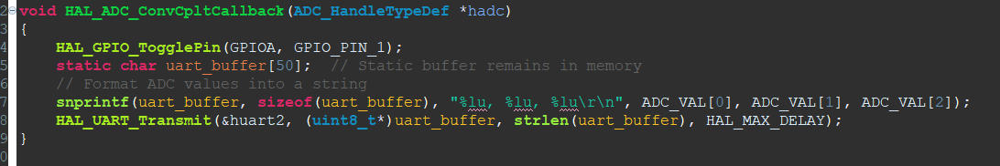 2 void HAL_ADC_ConvCpltCallback(ADC_HandleTypeDef *hadc)
3 {
4     HAL_GPIO_TogglePin(GPIOA, GPIO_PIN_1);
5     static char uart_buffer[50];  // Static buffer remains in memory
6     // Format ADC values into a string
7     snprintf(uart_buffer, sizeof(uart_buffer), "%lu, %lu, %lu\r\n", ADC_VAL[0], ADC_VAL[1], ADC_VAL[2]);
8     HAL_UART_Transmit(&huart2, (uint8_t*)uart_buffer, strlen(uart_buffer), HAL_MAX_DELAY);
9 }
0